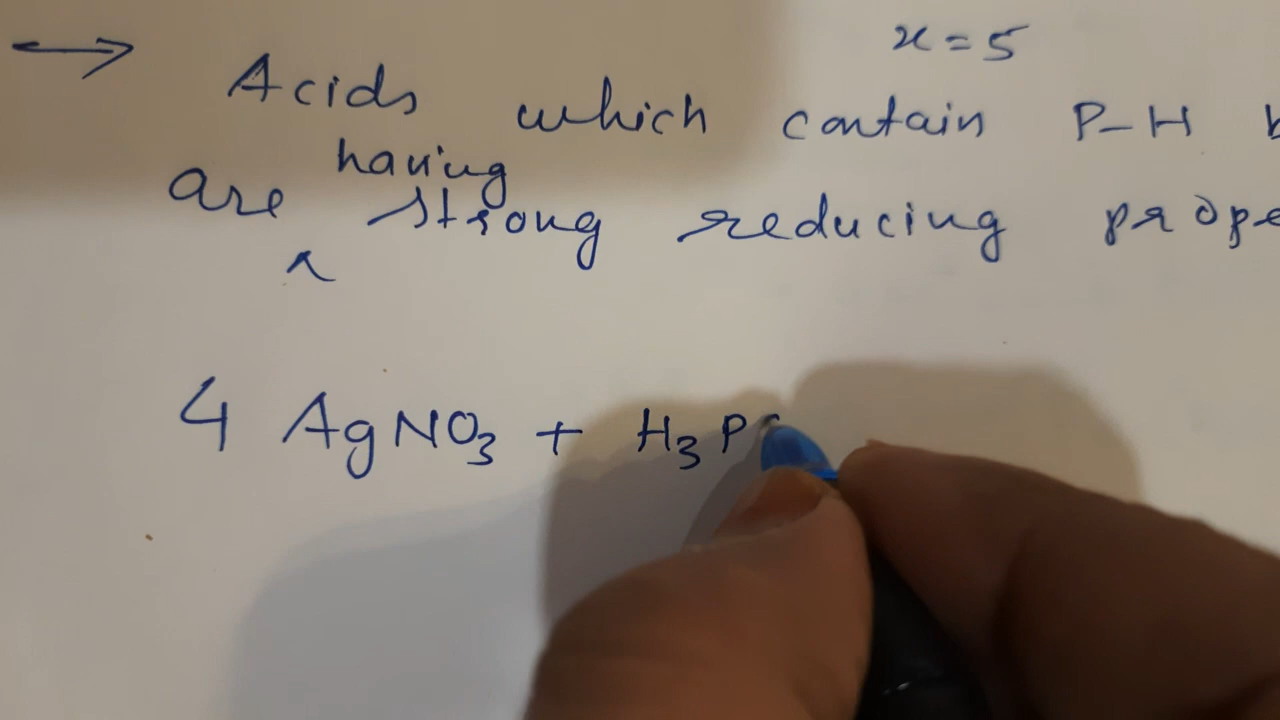 x = 5
→ Acids which contain P-H
having
are strong reducing
4 AgNO₃ + H₃P